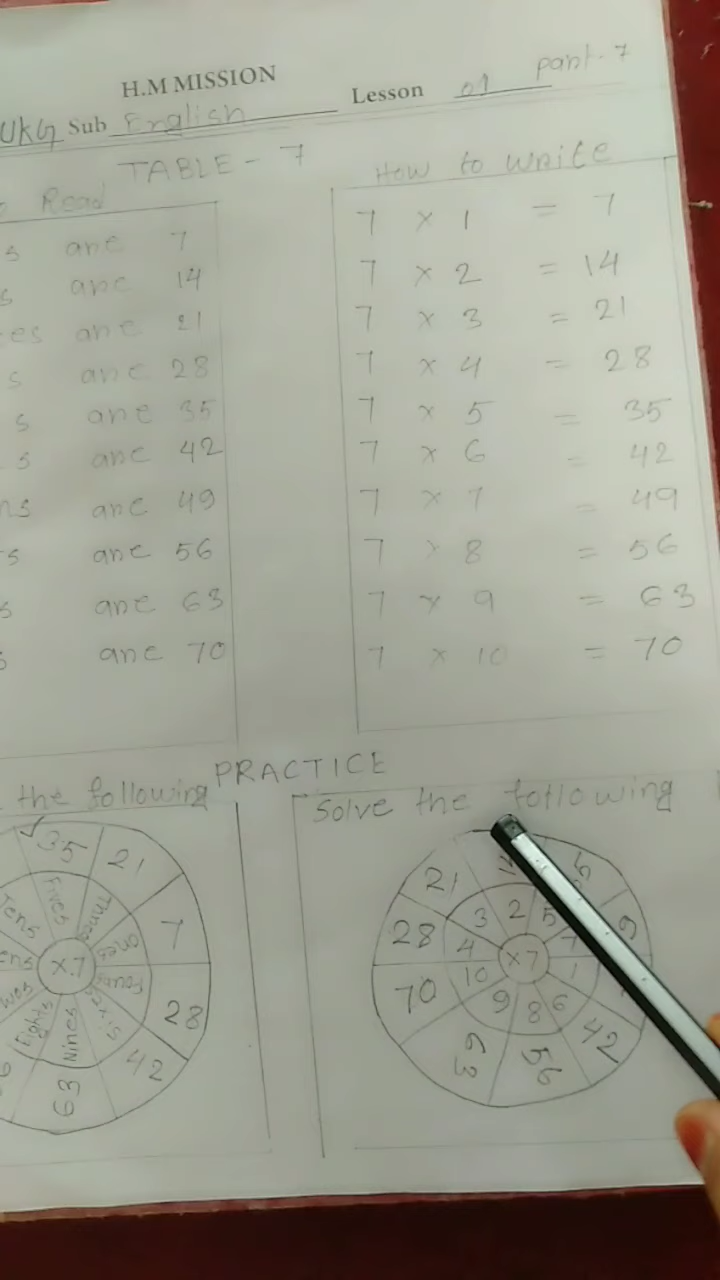 H.M MISSION
UKG Sub English Lesson 01 part-7
TABLE - 7
Read
How to write
s are 7
s are 14
es are 21
s are 28
s are 35
s are 42
ns are 49
s are 56
s are 63
s are 70
7 × 1 = 7
7 × 2 = 14
7 × 3 = 21
7 × 4 = 28
7 × 5 = 35
7 × 6 = 42
7 × 7 = 49
7 × 8 = 56
7 × 9 = 63
7 × 10 = 70
PRACTICE
the following
Solve the following
35 21 7 28 42 63
Fives Threes Ones Fours Sixes Nines Eights Tens
×7
21 28 70 63 56 42
2 5 7 1 6 8 9 10 4 3
×7